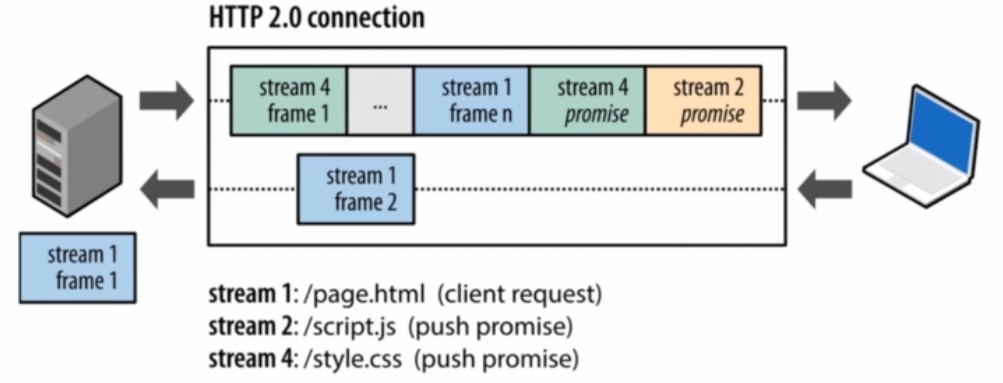 HTTP 2.0 connection
stream 4
frame 1
...
stream 1
frame n
stream 4
promise
stream 2
promise
stream 1
frame 2
stream 1
frame 1
stream 1: /page.html (client request)
stream 2: /script.js (push promise)
stream 4: /style.css (push promise)